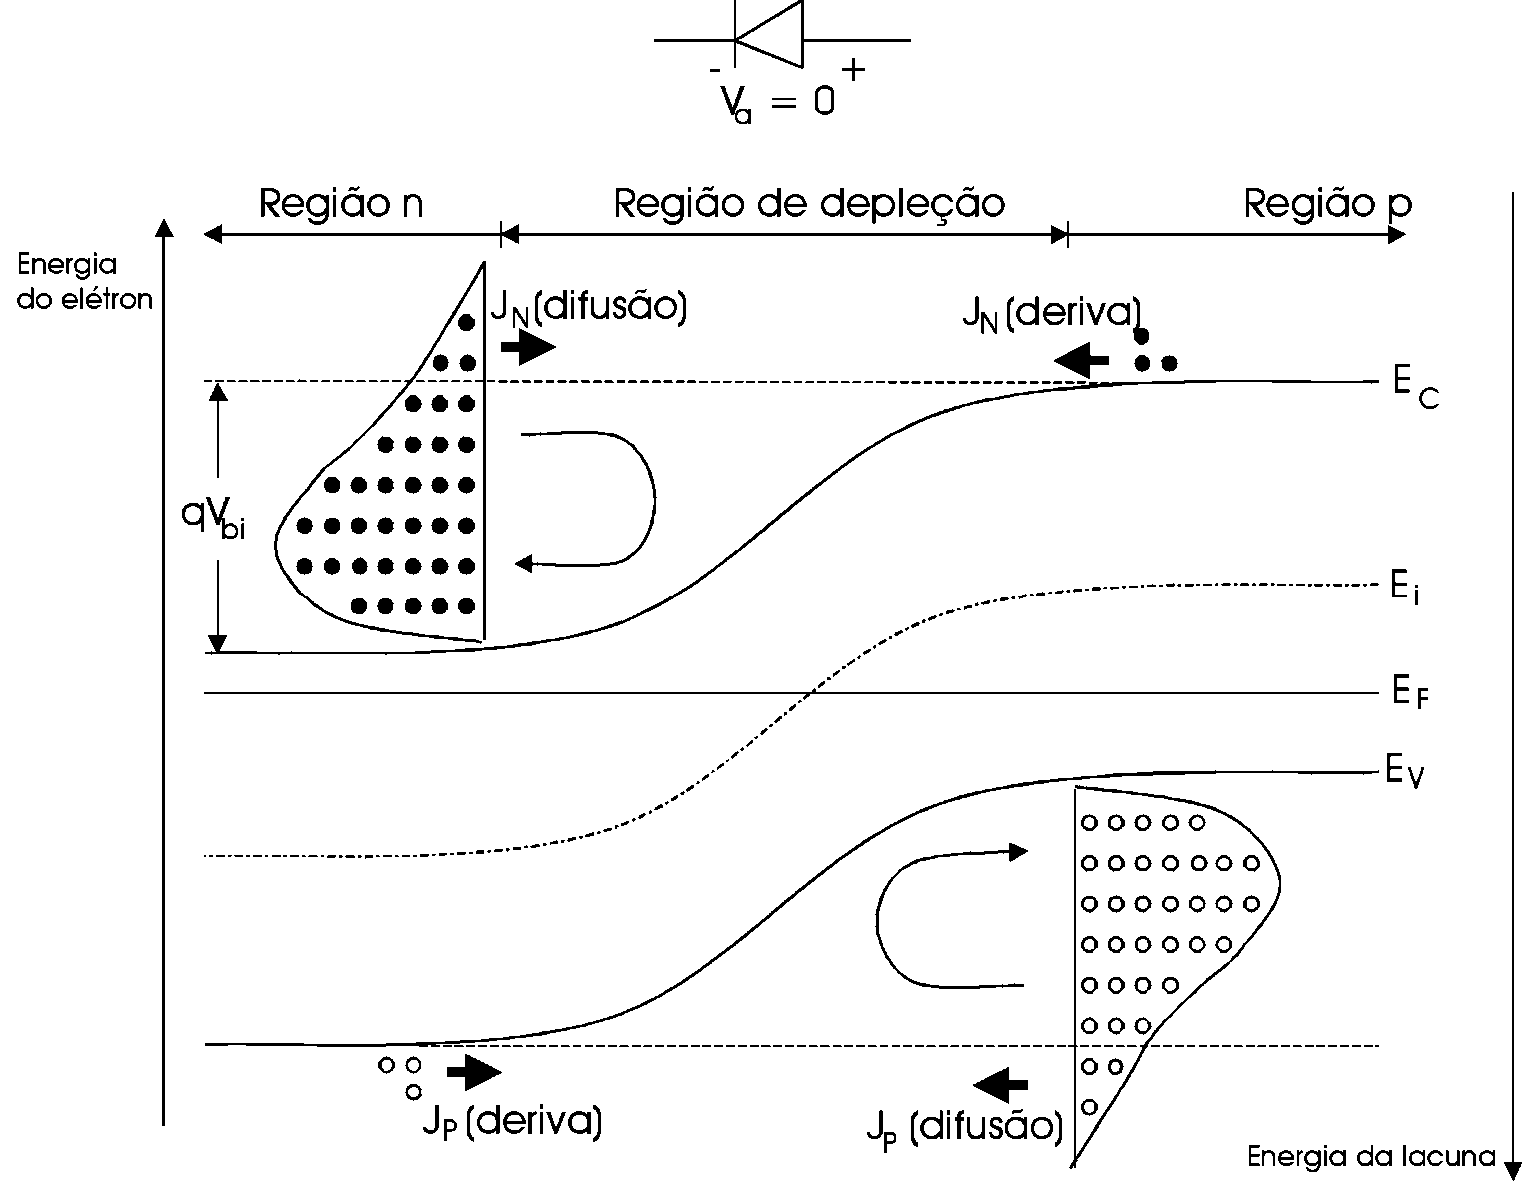 - +
Va = 0
Região n
Região de depleção
Região p
Energia
do elétron
JN (difusão)
JN (deriva)
EC
qVbi
Ei
EF
EV
JP (deriva)
JP (difusão)
Energia da lacuna